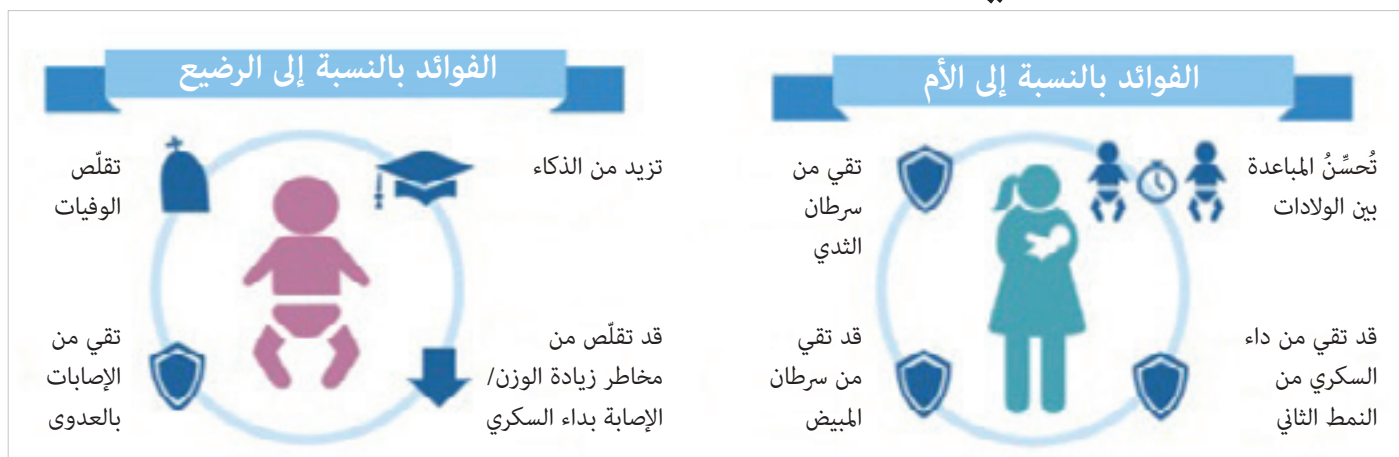 الفوائد بالنسبة إلى الأم
تُحسِّنُ المباعدة
بين الولادات
تقي من
سرطان
الثدي
قد تقي من داء
السكري من
النمط الثاني
قد تقي
من سرطان
المبيض
الفوائد بالنسبة إلى الرضيع
تزيد من الذكاء
تقلّص
الوفيات
قد تقلّص من
مخاطر زيادة الوزن/
الإصابة بداء السكري
تقي من
الإصابات
بالعدوى